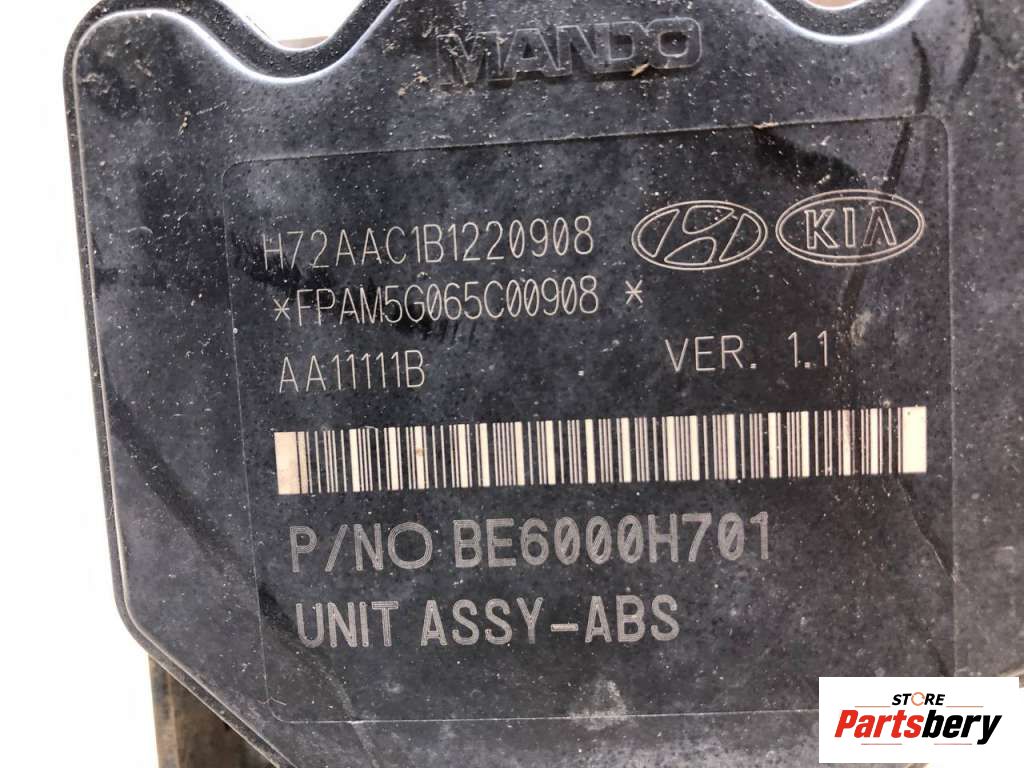 MANDO
H72AAC1B1220908
KIA
*FPAM5G065C00908 *
AA11111B . VER. 1.1
P/NO BE6000H701
UNIT ASSY-ABS
STORE
Partsbery